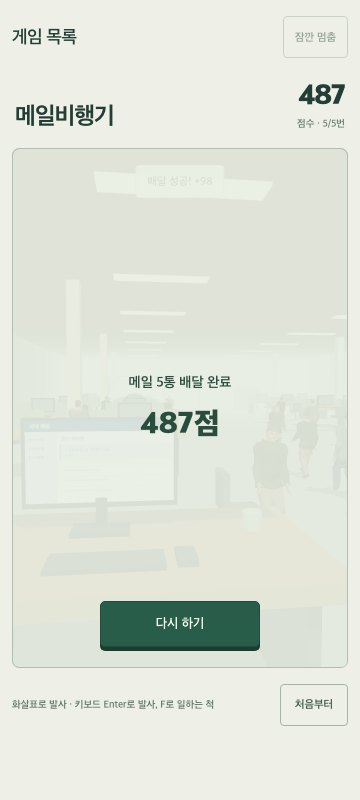 게임 목록
잠깐 멈춤
메일비행기
487
점수 · 5/5번
배달 성공! +98
메일 5통 배달 완료
487점
다시 하기
화살표로 발사 · 키보드 Enter로 발사, F로 일하는 척
처음부터